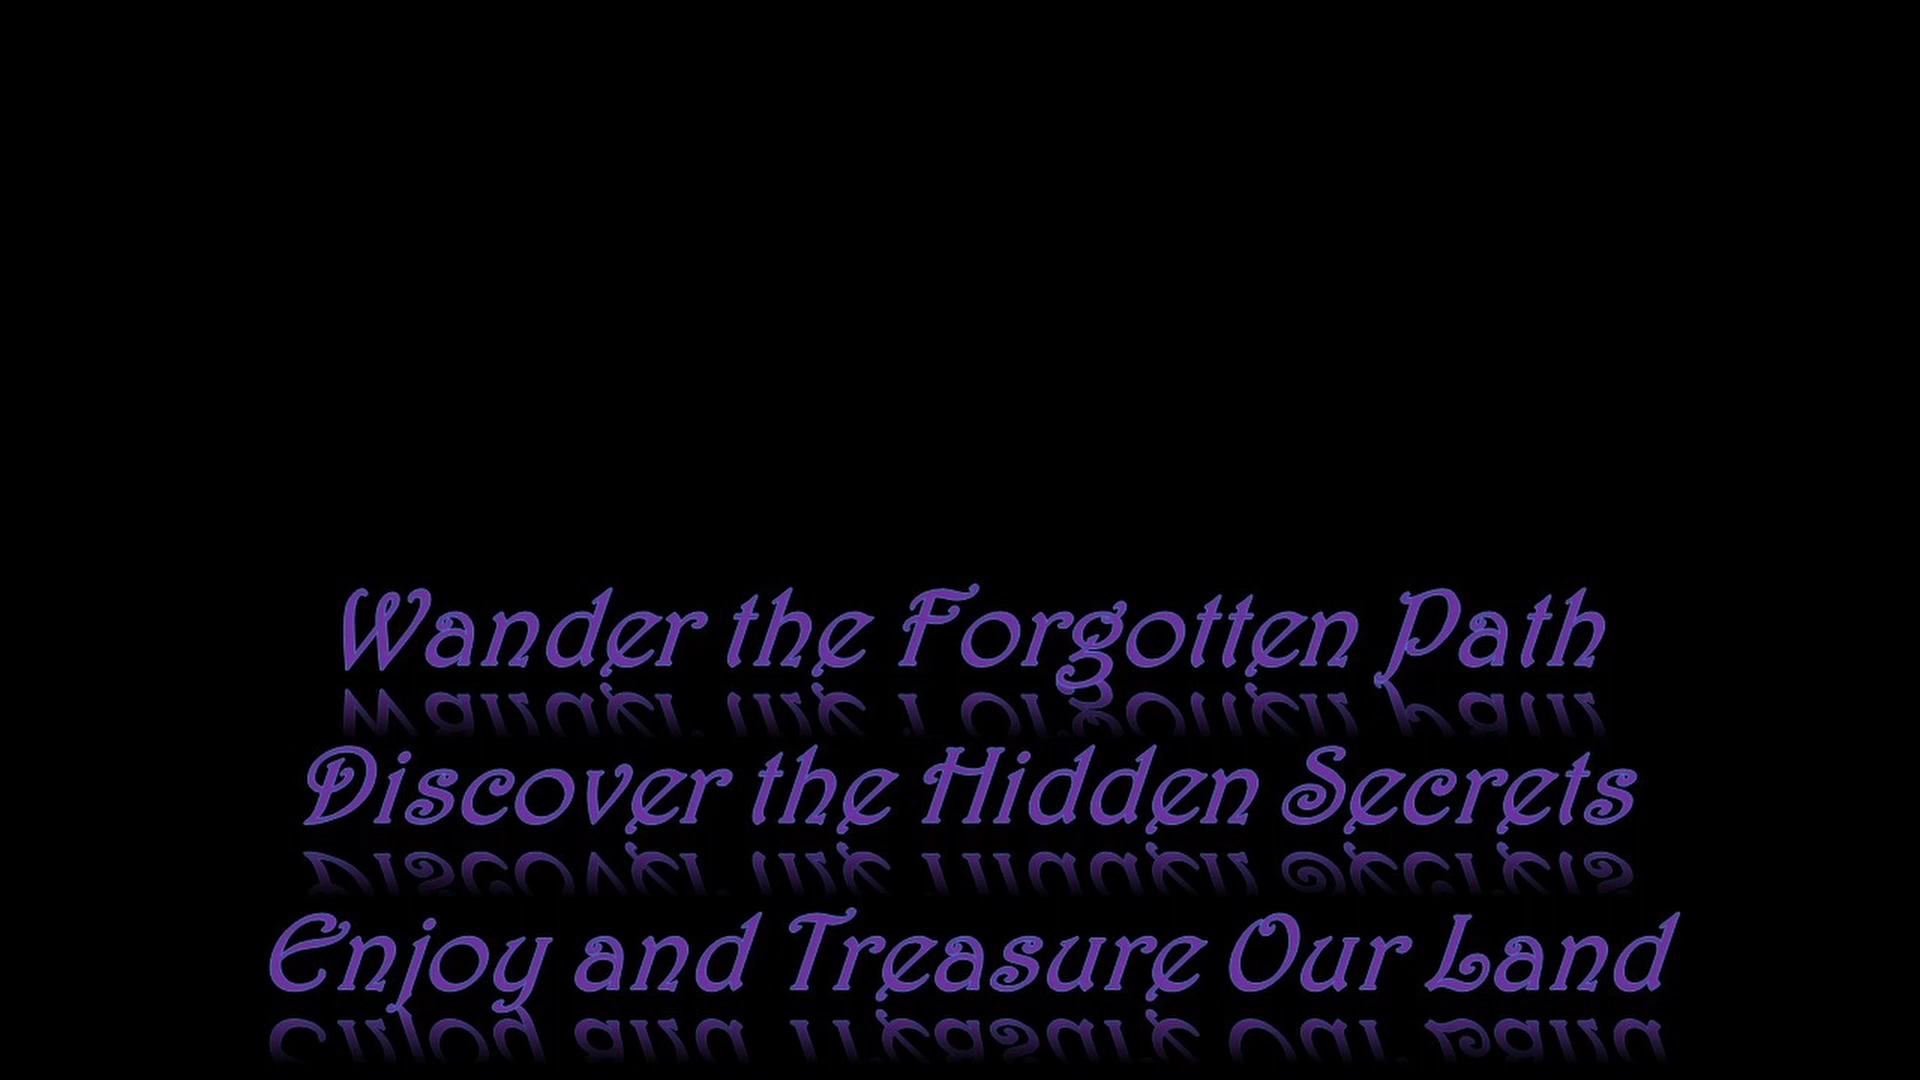 Wander the Forgotten Path
Discover the Hidden Secrets
Enjoy and Treasure Our Land